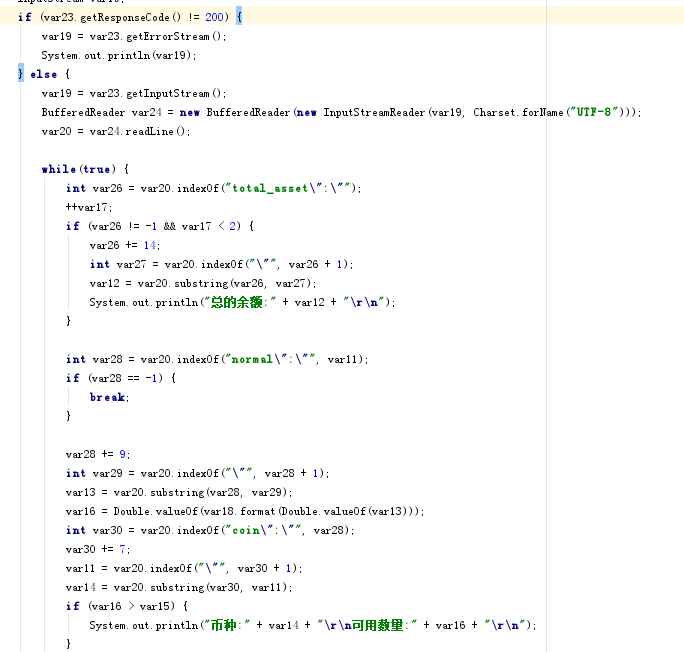 if (var23.getResponseCode() != 200) {
var19 = var23.getErrorStream();
System.out.println(var19);
} else {
var19 = var23.getInputStream();
BufferedReader var24 = new BufferedReader(new InputStreamReader(var19, Charset.forName("UTF-8")));
var20 = var24.readLine();
while(true) {
int var26 = var20.indexOf("total_asset\":\"");
++var17;
if (var26 != -1 && var17 < 2) {
var26 += 14;
int var27 = var20.indexOf("\"", var26 + 1);
var12 = var20.substring(var26, var27);
System.out.println("总的余额:" + var12 + "\r\n");
}
int var28 = var20.indexOf("normal\":\"", var11);
if (var28 == -1) {
break;
}
var28 += 9;
int var29 = var20.indexOf("\"", var28 + 1);
var13 = var20.substring(var28, var29);
var16 = Double.valueOf(var18.format(Double.valueOf(var13)));
int var30 = var20.indexOf("coin\":\"", var28);
var30 += 7;
var11 = var20.indexOf("\"", var30 + 1);
var14 = var20.substring(var30, var11);
if (var16 > var15) {
System.out.println("币种:" + var14 + "\r\n可用数量:" + var16 + "\r\n");
}